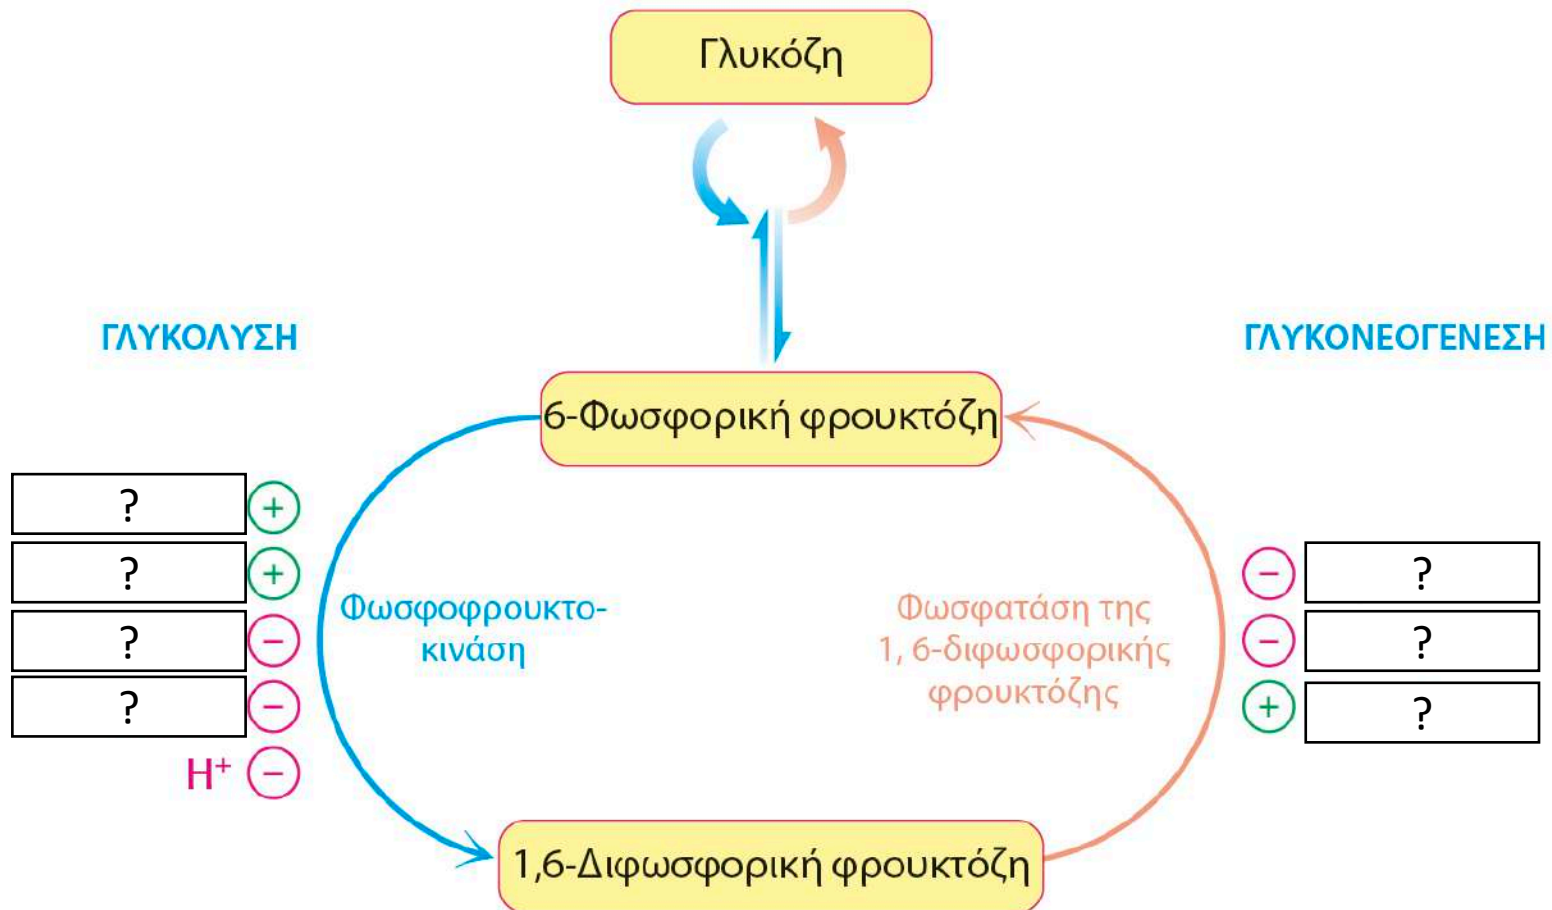 Γλυκόζη
ΓΛΥΚΟΛΥΣΗ
ΓΛΥΚΟΝΕΟΓΕΝΕΣΗ
6-Φωσφορική φρουκτόζη
? +
? +
? −
? −
H⁺ −
Φωσφοφρουκτο-
κινάση
Φωσφατάση της
1, 6-διφωσφορικής
φρουκτόζης
− ?
− ?
+ ?
1,6-Διφωσφορική φρουκτόζη